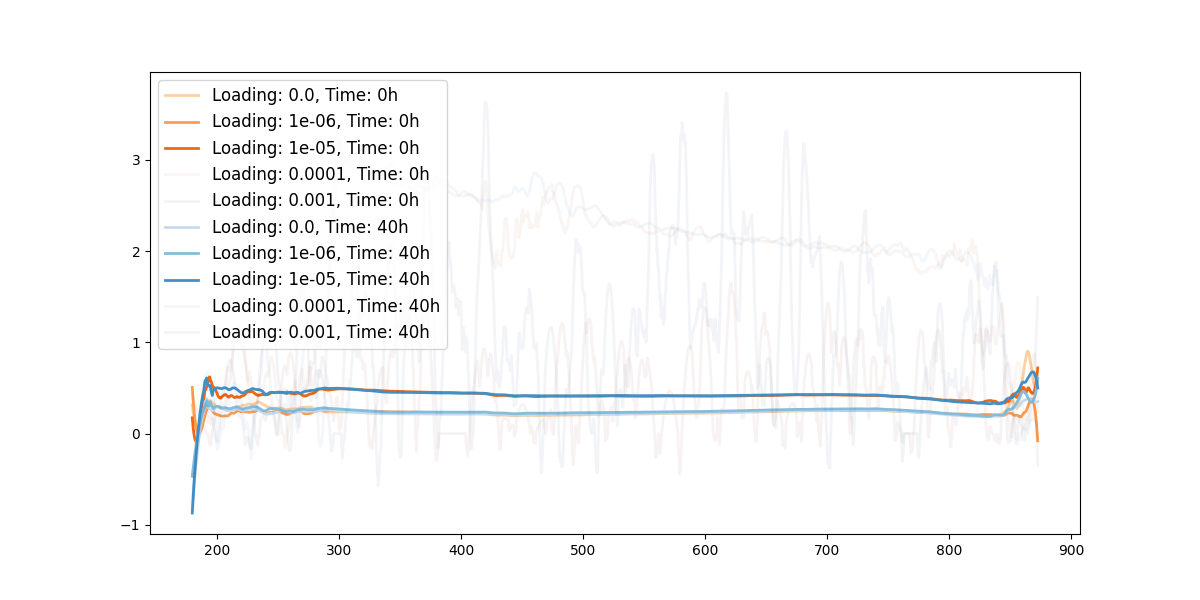 Loading: 0.0, Time: 0h
Loading: 1e-06, Time: 0h
Loading: 1e-05, Time: 0h
Loading: 0.0001, Time: 0h
Loading: 0.001, Time: 0h
Loading: 0.0, Time: 40h
Loading: 1e-06, Time: 40h
Loading: 1e-05, Time: 40h
Loading: 0.0001, Time: 40h
Loading: 0.001, Time: 40h
3
2
1
0
−1
200 300 400 500 600 700 800 900